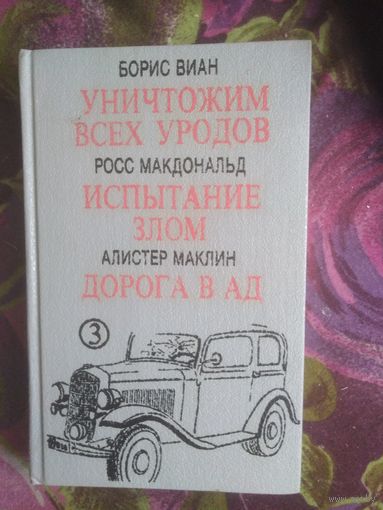 БОРИС ВИАН
УНИЧТОЖИМ
ВСЕХ УРОДОВ
РОСС МАКДОНАЛЬД
ИСПЫТАНИЕ
ЗЛОМ
АЛИСТЕР МАКЛИН
ДОРОГА В АД
3